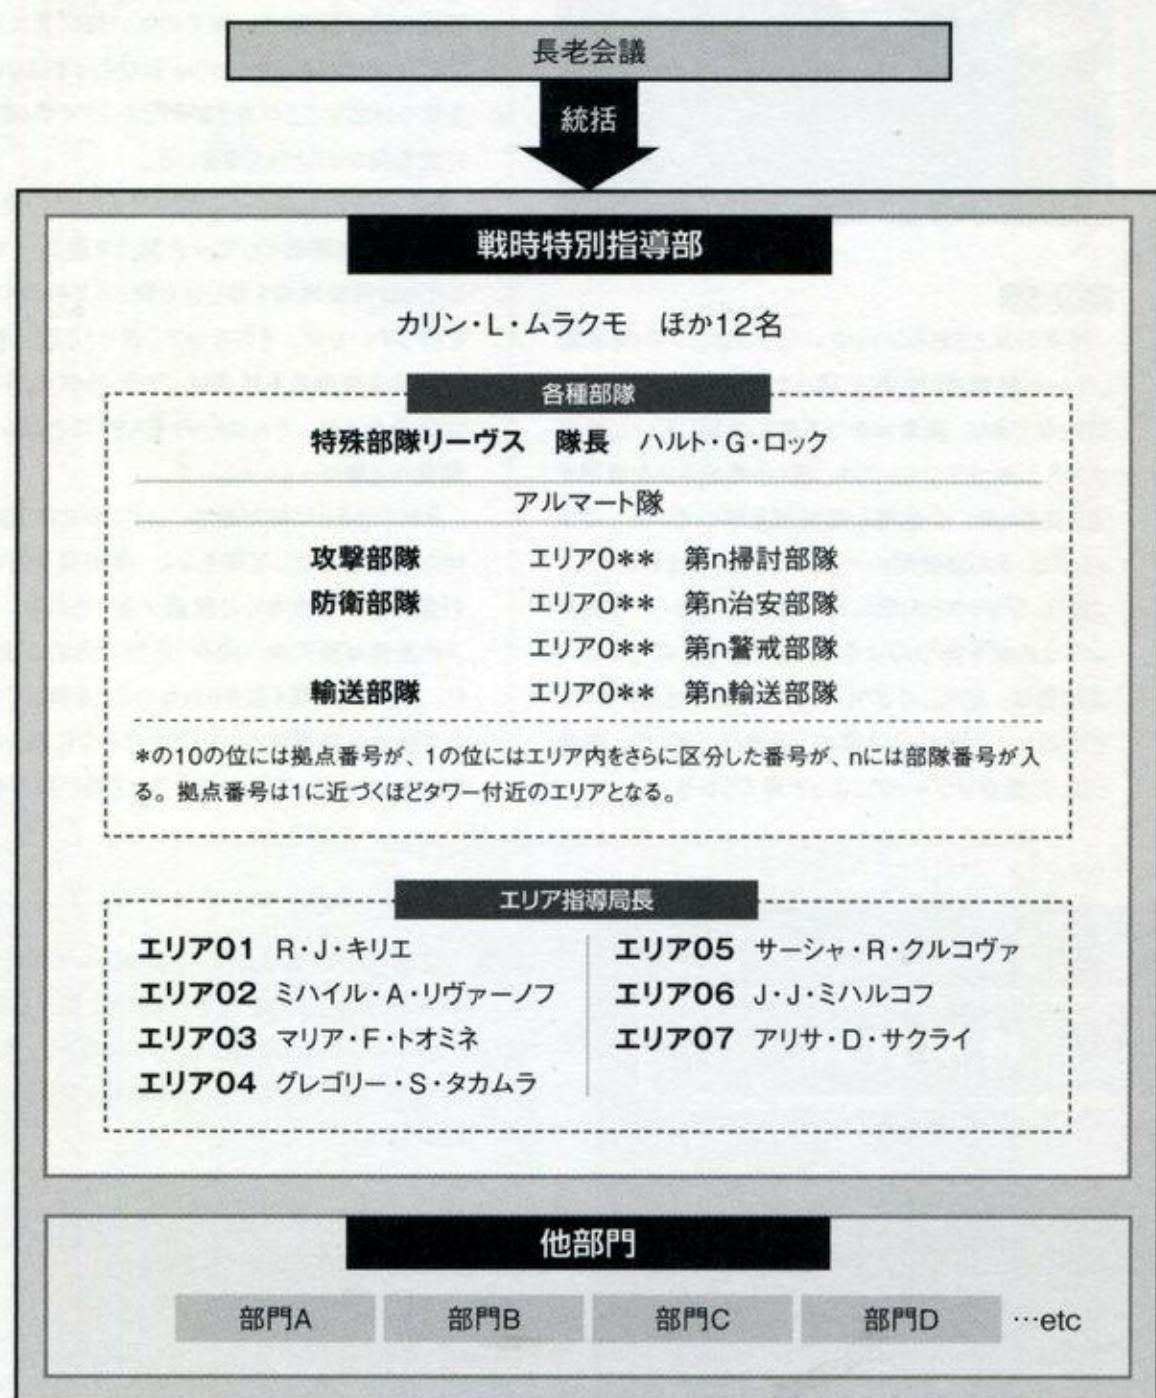 長老会議
統括
戦時特別指導部
カリン・L・ムラクモ　ほか12名
各種部隊
特殊部隊リーヴス　隊長　ハルト・G・ロック
アルマート隊
攻撃部隊　エリア0**　第n掃討部隊
防衛部隊　エリア0**　第n治安部隊
エリア0**　第n警戒部隊
輸送部隊　エリア0**　第n輸送部隊
*の10の位には拠点番号が、1の位にはエリア内をさらに区分した番号が、nには部隊番号が入
る。拠点番号は1に近づくほどタワー付近のエリアとなる。
エリア指導局長
エリア01 R・J・キリエ
エリア02 ミハイル・A・リヴァーノフ
エリア03 マリア・F・トオミネ
エリア04 グレゴリー・S・タカムラ
エリア05 サーシャ・R・クルコヴァ
エリア06 J・J・ミハルコフ
エリア07 アリサ・D・サクライ
他部門
部門A 部門B 部門C 部門D …etc